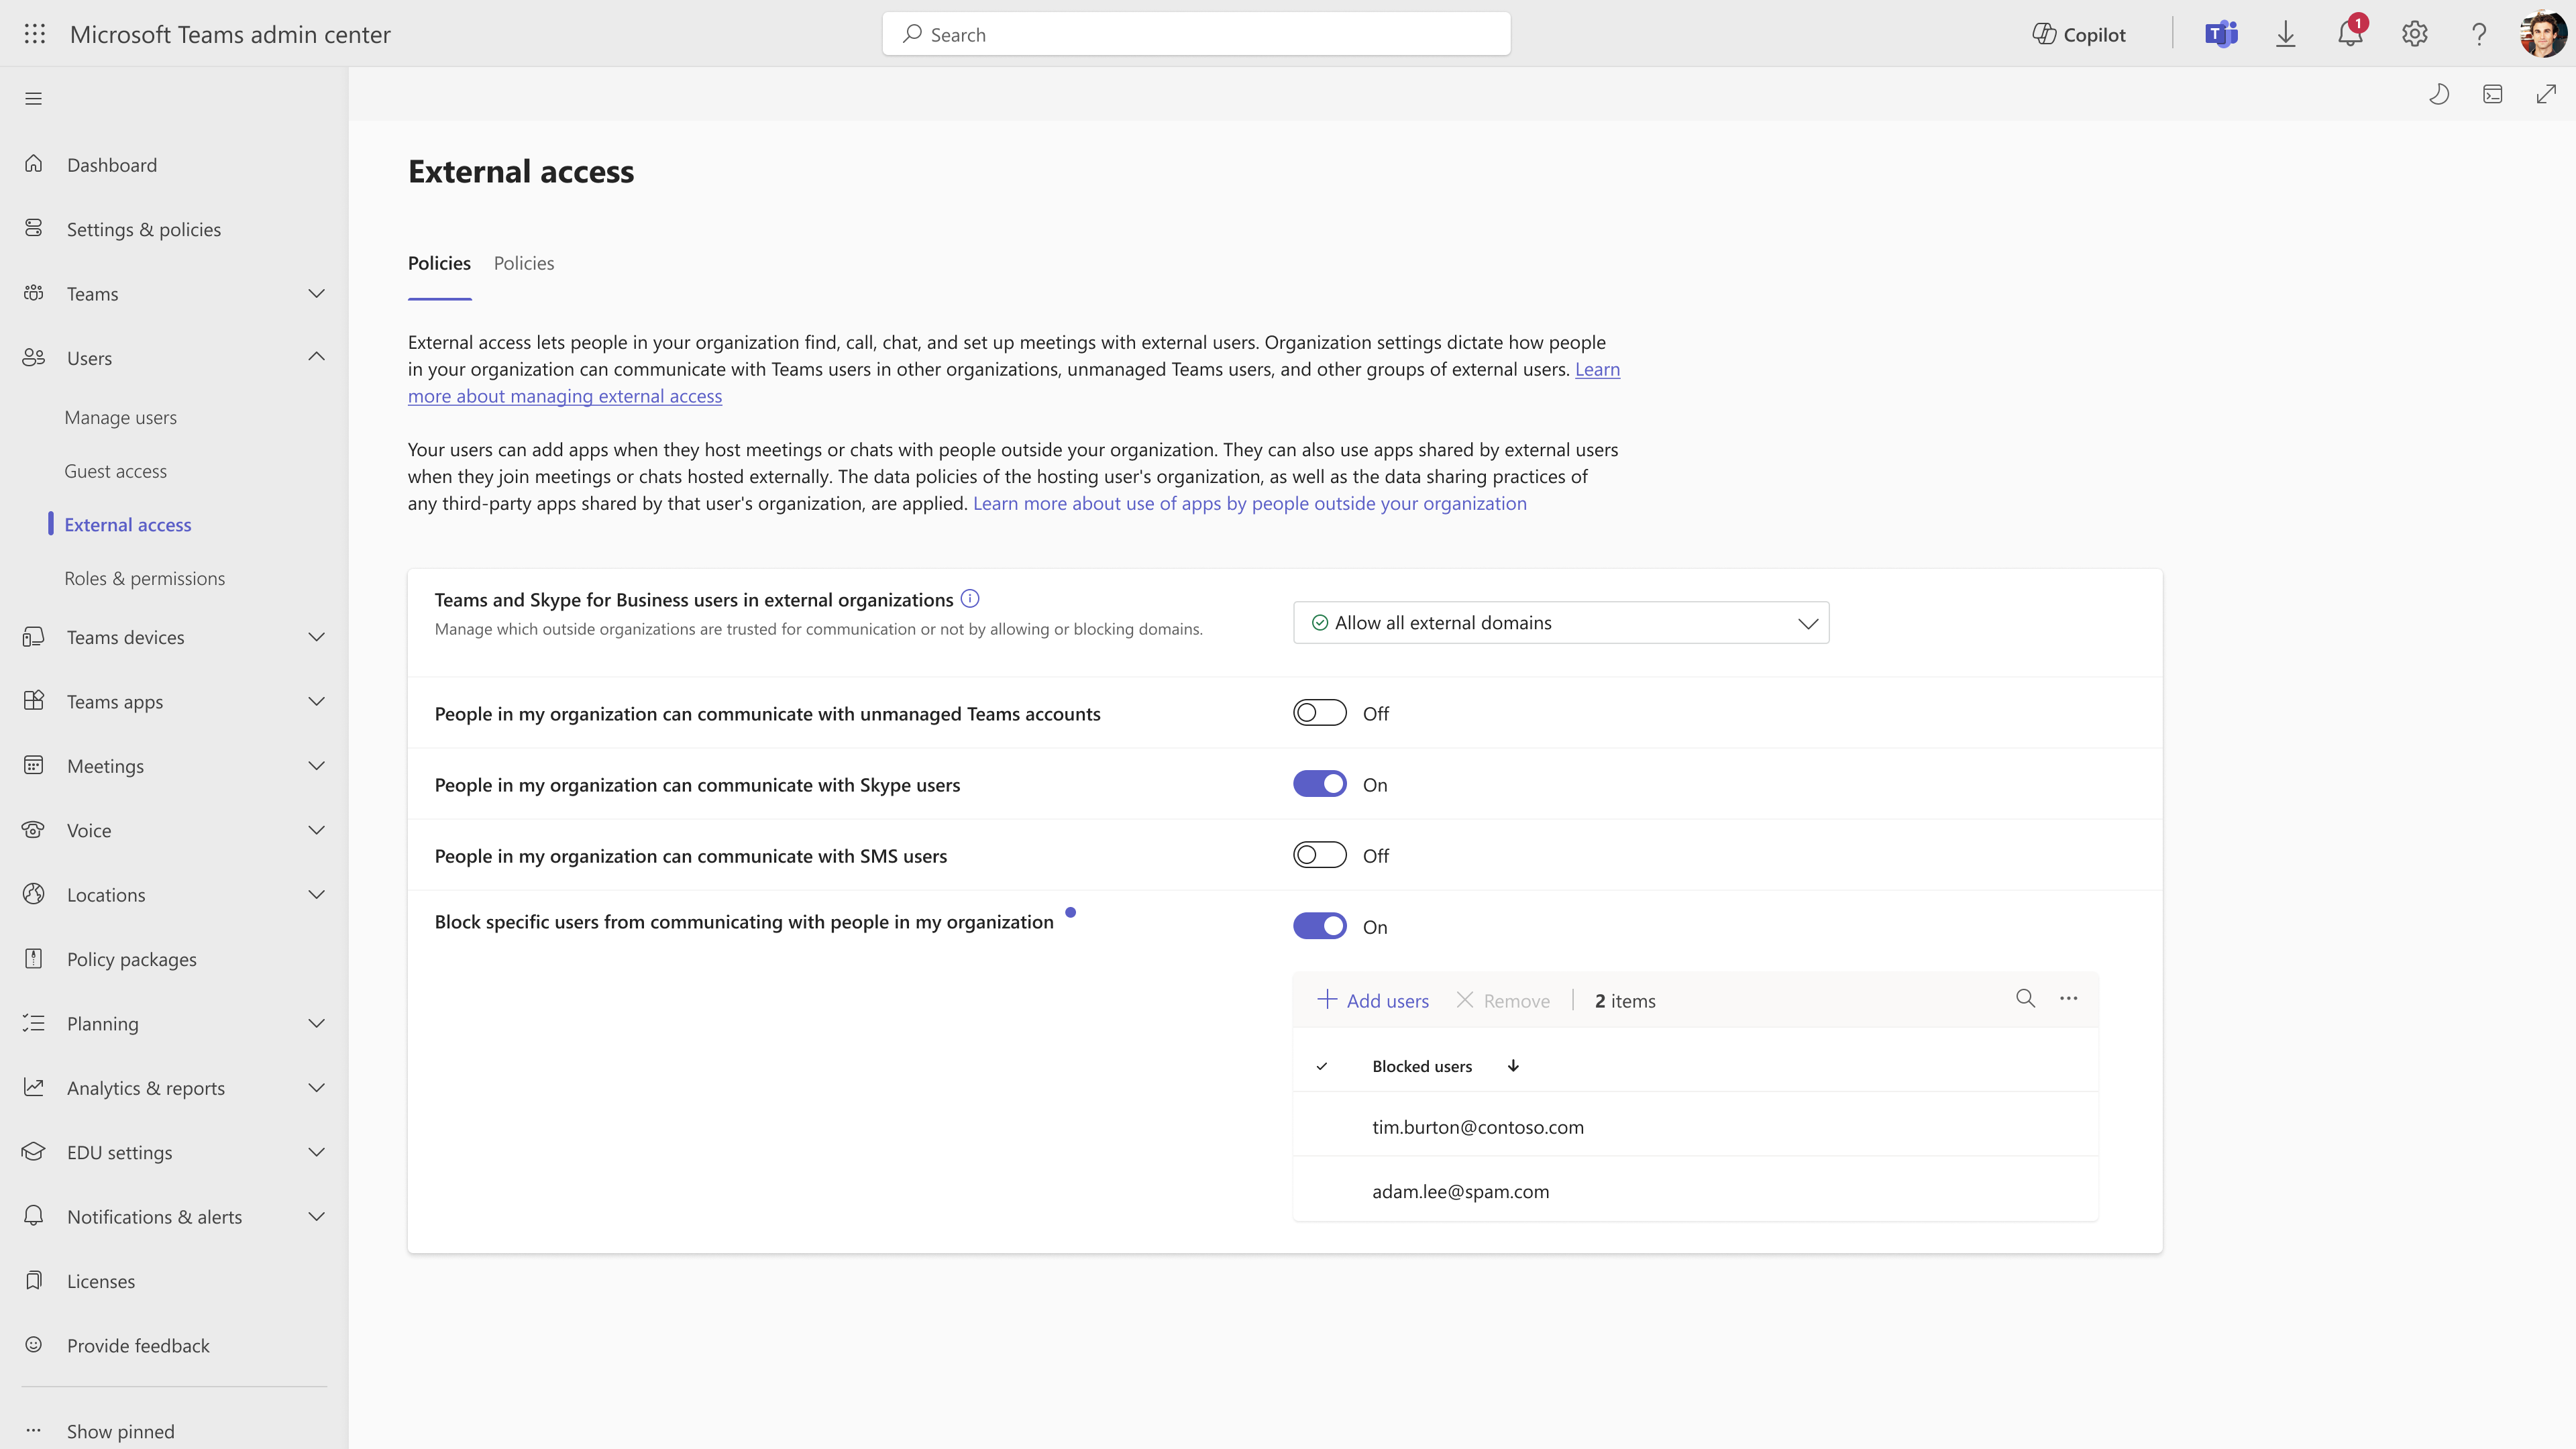 Microsoft Teams admin center
Search
Copilot
1
Dashboard
Settings & policies
Teams
Users
Manage users
Guest access
External access
Roles & permissions
Teams devices
Teams apps
Meetings
Voice
Locations
Policy packages
Planning
Analytics & reports
EDU settings
Notifications & alerts
Licenses
Provide feedback
Show pinned
External access
Policies Policies
External access lets people in your organization find, call, chat, and set up meetings with external users. Organization settings dictate how people
in your organization can communicate with Teams users in other organizations, unmanaged Teams users, and other groups of external users. Learn
more about managing external access
Your users can add apps when they host meetings or chats with people outside your organization. They can also use apps shared by external users
when they join meetings or chats hosted externally. The data policies of the hosting user's organization, as well as the data sharing practices of
any third-party apps shared by that user's organization, are applied. Learn more about use of apps by people outside your organization
Teams and Skype for Business users in external organizations
Manage which outside organizations are trusted for communication or not by allowing or blocking domains.
Allow all external domains
People in my organization can communicate with unmanaged Teams accounts
Off
People in my organization can communicate with Skype users
On
People in my organization can communicate with SMS users
Off
Block specific users from communicating with people in my organization
On
Add users Remove 2 items
Blocked users
tim.burton@contoso.com
adam.lee@spam.com